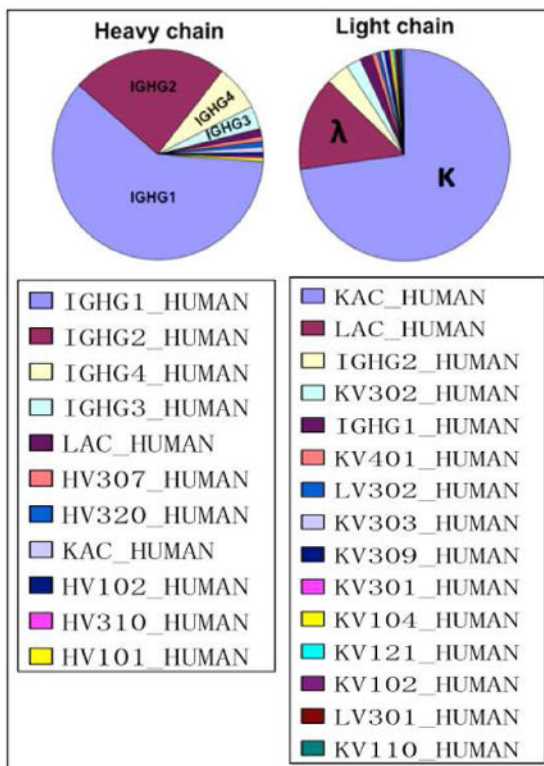 Heavy chain
IGHG2
IGHG4
IGHG3
IGHG1
IGHG1_HUMAN
IGHG2_HUMAN
IGHG4_HUMAN
IGHG3_HUMAN
LAC_HUMAN
HV307_HUMAN
HV320_HUMAN
KAC_HUMAN
HV102_HUMAN
HV310_HUMAN
HV101_HUMAN
Light chain
λ
K
KAC_HUMAN
LAC_HUMAN
IGHG2_HUMAN
KV302_HUMAN
IGHG1_HUMAN
KV401_HUMAN
LV302_HUMAN
KV303_HUMAN
KV309_HUMAN
KV301_HUMAN
KV104_HUMAN
KV121_HUMAN
KV102_HUMAN
LV301_HUMAN
KV110_HUMAN